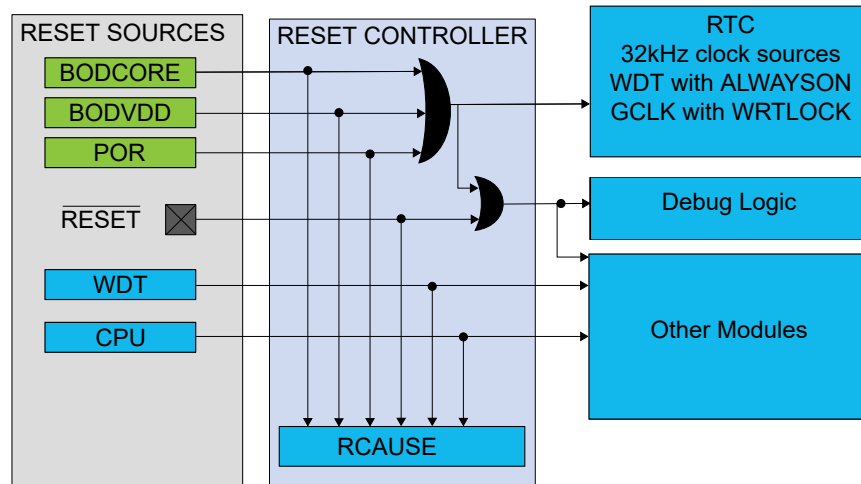 RESET SOURCES
BODCORE
BODVDD
POR
RESET
WDT
CPU
RESET CONTROLLER
RCAUSE
RTC
32kHz clock sources
WDT with ALWAYSON
GCLK with WRTLOCK
Debug Logic
Other Modules